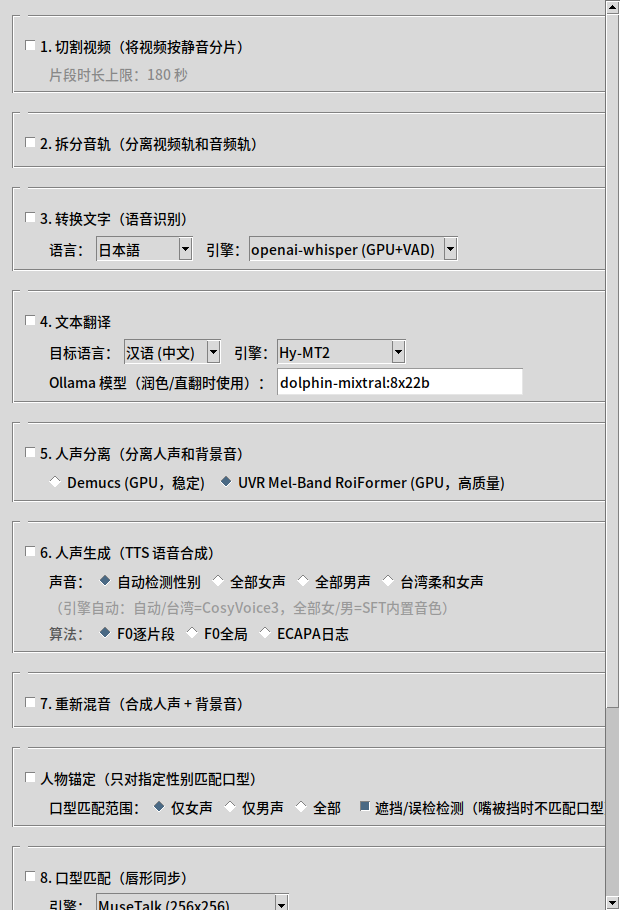 1. 切割视频（将视频按静音分片）
片段时长上限：180 秒
2. 拆分音轨（分离视频轨和音频轨）
3. 转换文字（语音识别）
语言： 日本語 引擎： openai-whisper (GPU+VAD)
4. 文本翻译
目标语言： 汉语 (中文) 引擎： Hy-MT2
Ollama 模型（润色/直翻时使用）： dolphin-mixtral:8x22b
5. 人声分离（分离人声和背景音）
Demucs (GPU，稳定) UVR Mel-Band RoiFormer (GPU，高质量)
6. 人声生成（TTS 语音合成）
声音： 自动检测性别 全部女声 全部男声 台湾柔和女声
（引擎自动：自动/台湾=CosyVoice3，全部女/男=SFT内置音色）
算法： F0逐片段 F0全局 ECAPA日志
7. 重新混音（合成人声 + 背景音）
人物锚定（只对指定性别匹配口型）
口型匹配范围： 仅女声 仅男声 全部 遮挡/误检检测（嘴被挡时不匹配口型
8. 口型匹配（唇形同步）
引擎： MuseTalk (256x256)